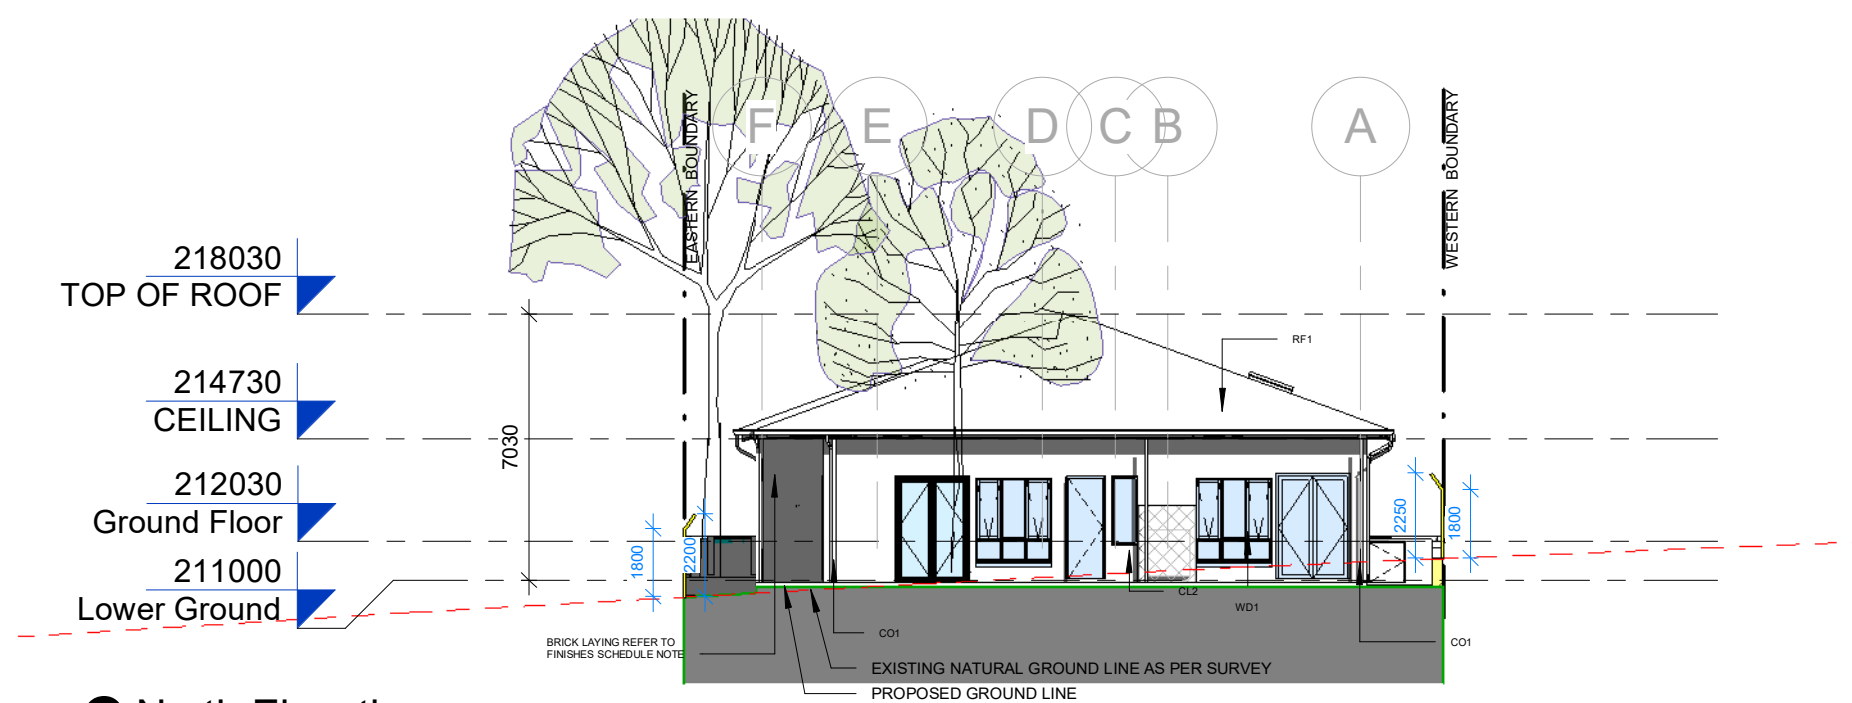 F E D C B A
EASTERN BOUNDARY
WESTERN BOUNDARY
218030
TOP OF ROOF
RF1
214730
CEILING
7030
212030
Ground Floor
2250
1800
1800
2200
211000
Lower Ground
CL2
WD1
CO1
CO1
BRICK LAYING REFER TO
FINISHES SCHEDULE NOTE
EXISTING NATURAL GROUND LINE AS PER SURVEY
PROPOSED GROUND LINE